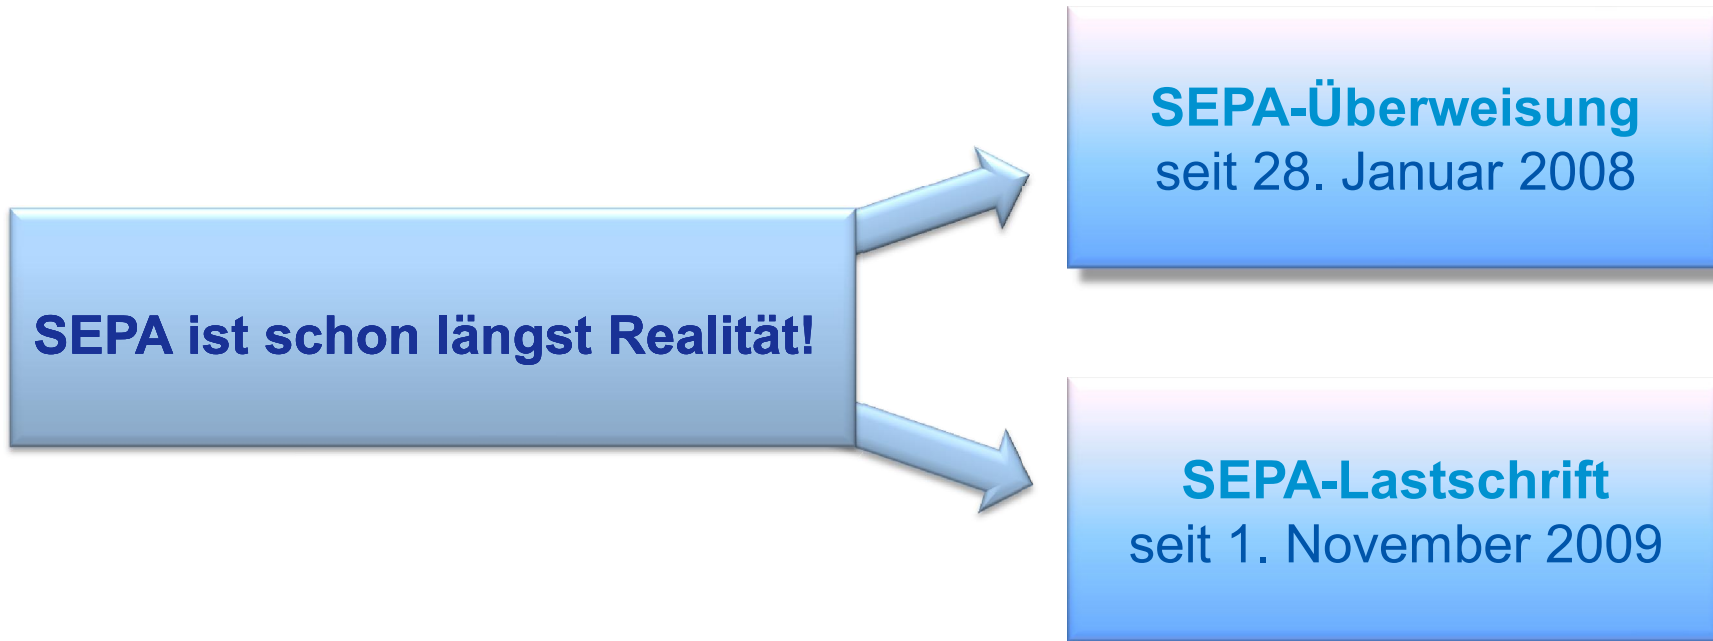 SEPA ist schon längst Realität!
SEPA-Überweisung
seit 28. Januar 2008
SEPA-Lastschrift
seit 1. November 2009